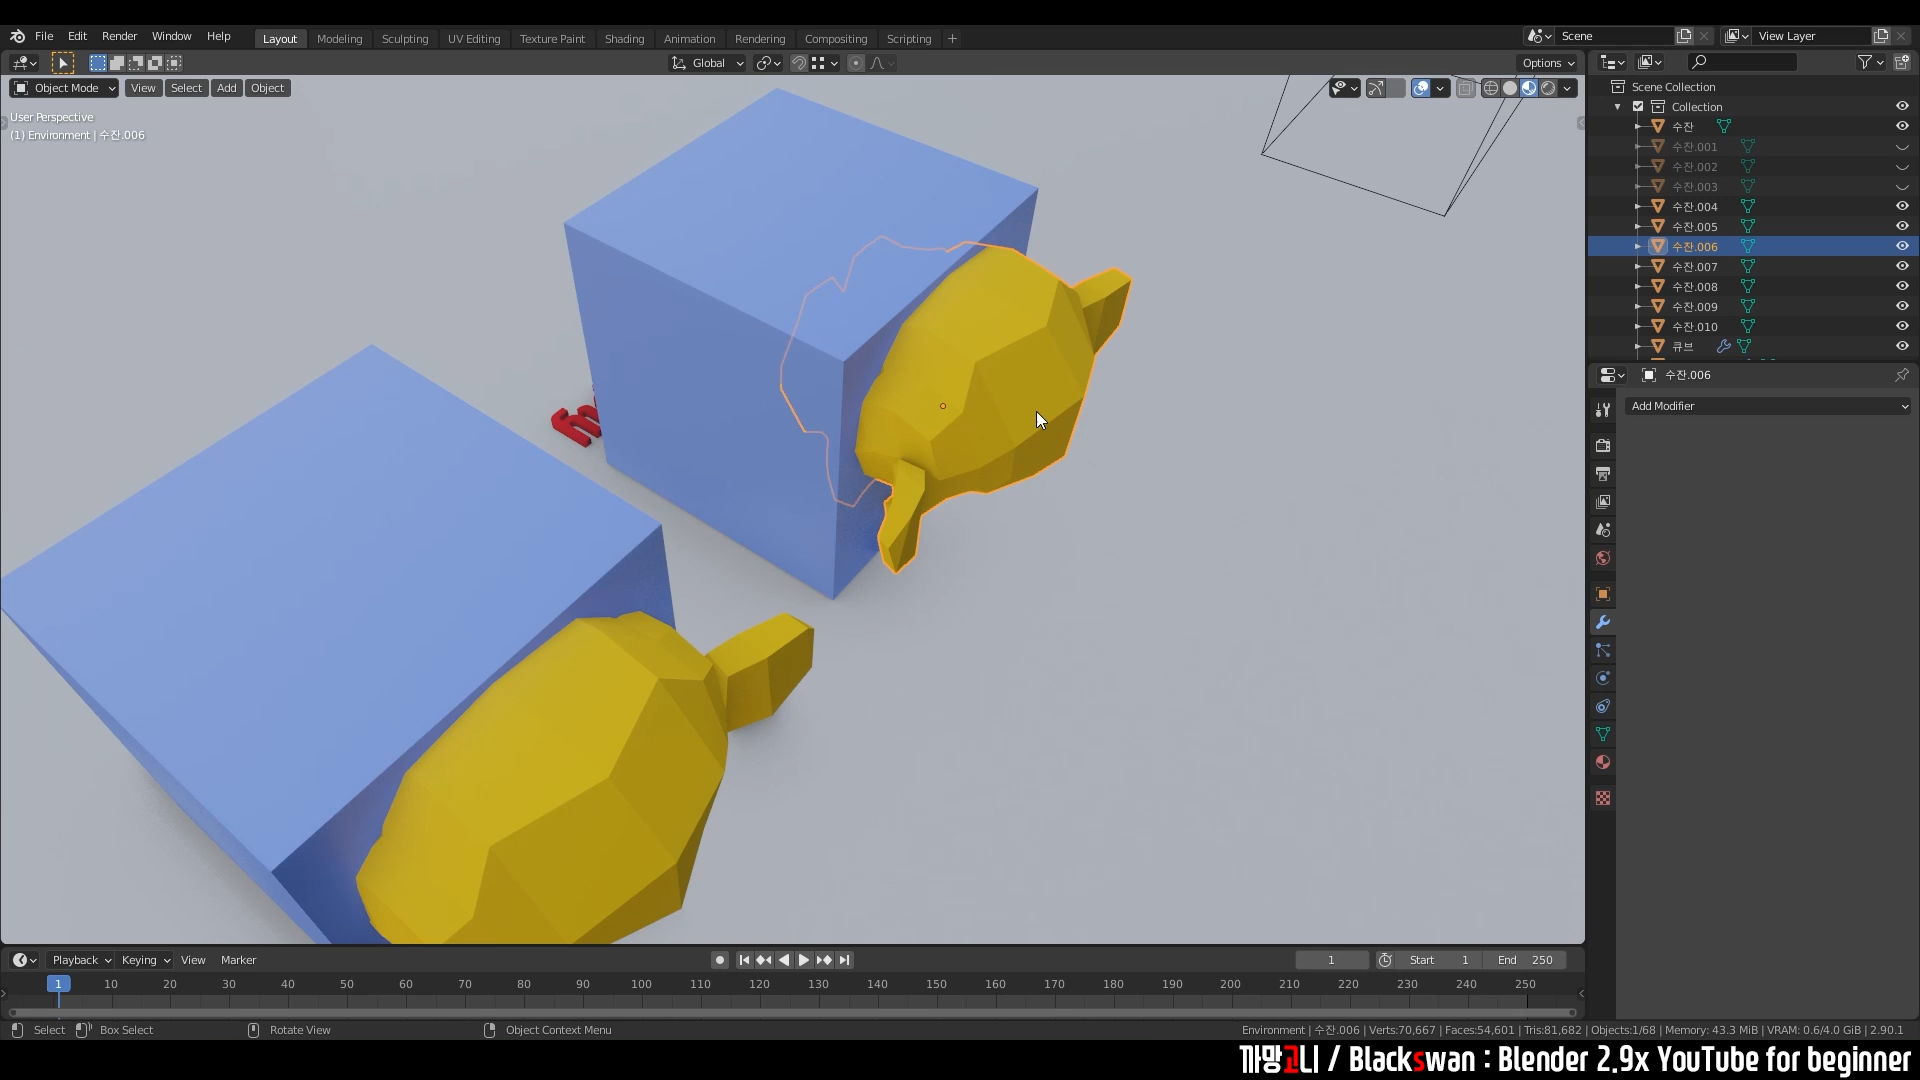 File Edit Render Window Help Layout Modeling Sculpting UV Editing Texture Paint Shading Animation Rendering Compositing Scripting Scene View Layer
Global Options
Object Mode View Select Add Object
User Perspective
(1) Environment | 수잔.006
Scene Collection
Collection
수잔
수잔.001
수잔.002
수잔.003
수잔.004
수잔.005
수잔.006
수잔.007
수잔.008
수잔.009
수잔.010
큐브
수잔.006
Add Modifier
Playback Keying View Marker 1 Start 1 End 250
1 10 20 30 40 50 60 70 80 90 100 110 120 130 140 150 160 170 180 190 200 210 220 230 240 250
Select Box Select Rotate View Object Context Menu Environment | 수잔.006 | Verts:70,667 | Faces:54,601 | Tris:81,682 | Objects:1/68 | Memory: 43.3 MiB | VRAM: 0.6/4.0 GiB | 2.90.1
까망고니 / Blackswan : Blender 2.9x YouTube for beginner